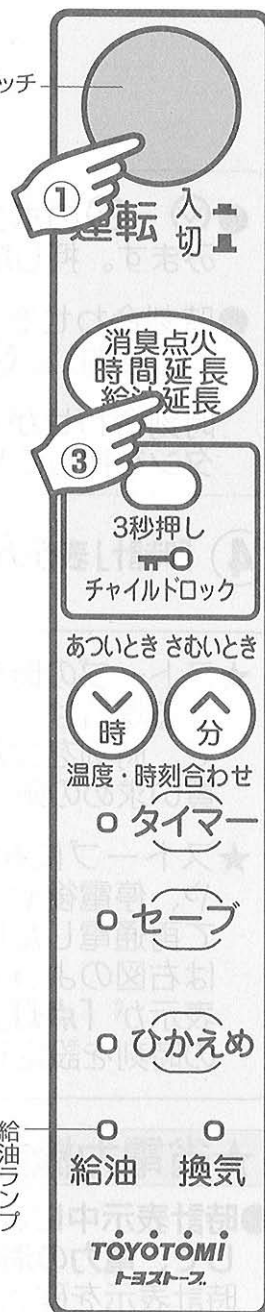 ッチ
①
運転 入
切
消臭点火
時間延長
給油延長
③
3秒押し
チャイルドロック
あついとき さむいとき
時 分
温度・時刻合わせ
タイマー
セーブ
ひかえめ
給油ランプ
給油 換気
TOYOTOMI
トヨストーブ